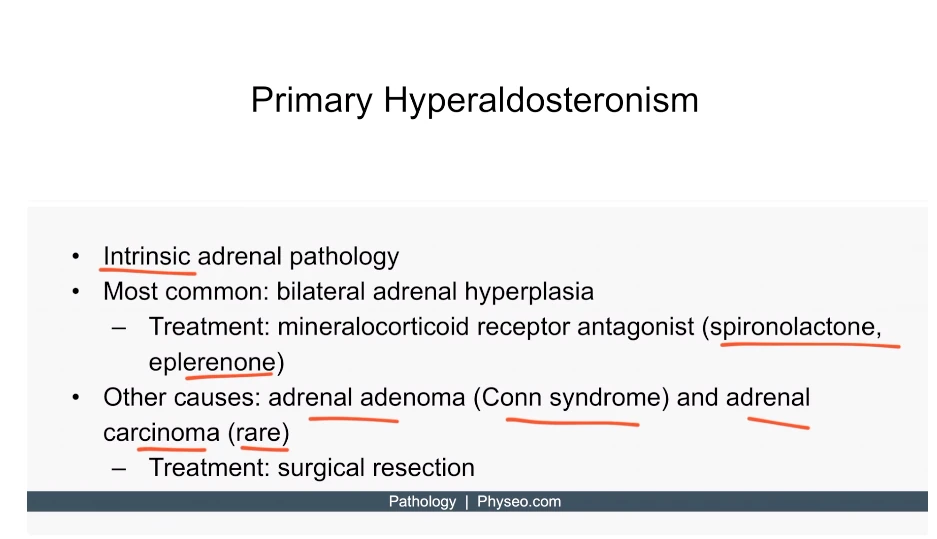 Primary Hyperaldosteronism
• Intrinsic adrenal pathology
• Most common: bilateral adrenal hyperplasia
– Treatment: mineralocorticoid receptor antagonist (spironolactone,
eplerenone)
• Other causes: adrenal adenoma (Conn syndrome) and adrenal
carcinoma (rare)
– Treatment: surgical resection
Pathology | Physeo.com